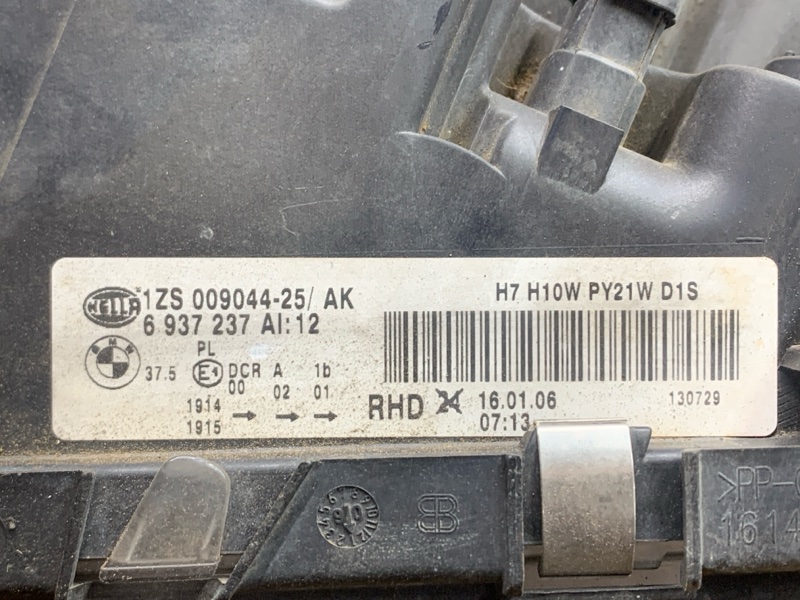 HELLA 1ZS 009044-25/ AK
H7 H10W PY21W D1S
6 937 237 AI:12
BMW 37.5
PL
E1
DCR A 1b
00 02 01
1914
1915 → → →
RHD 16.01.06
07:13
130729
>PP-
1614